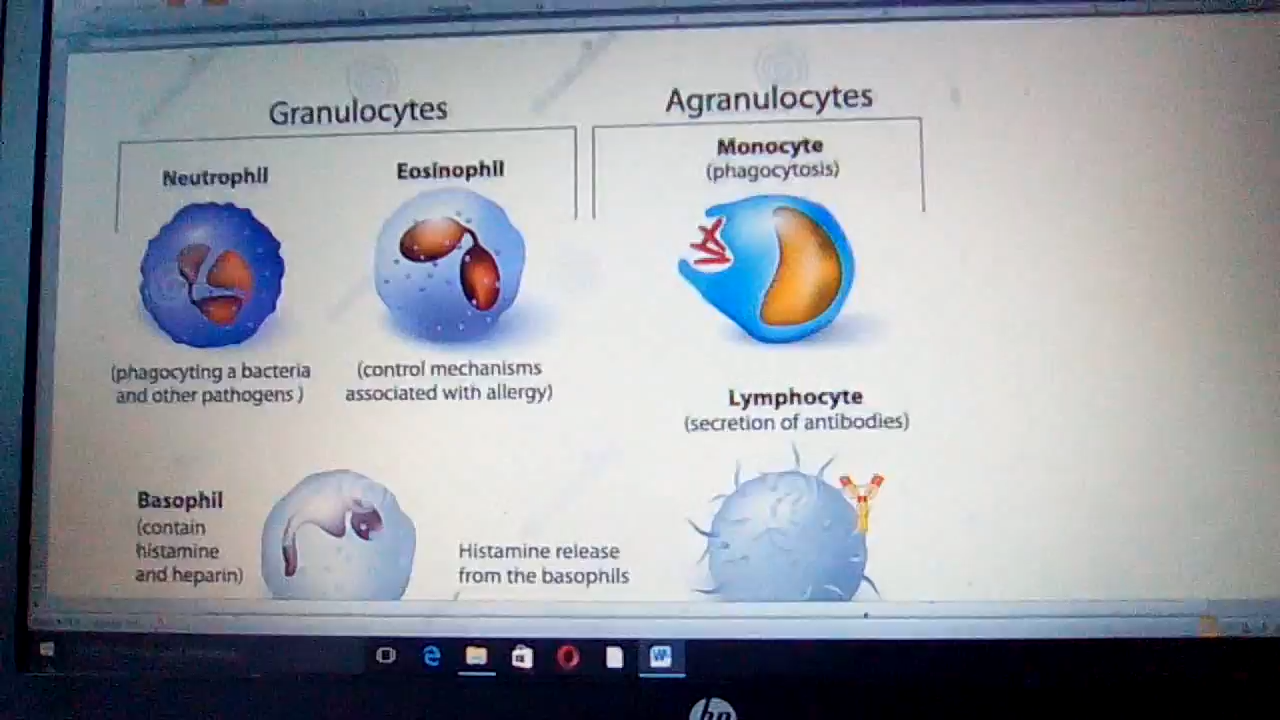 Granulocytes
Agranulocytes
Neutrophil
Eosinophil
Monocyte
(phagocytosis)
(phagocyting a bacteria
and other pathogens )
(control mechanisms
associated with allergy)
Lymphocyte
(secretion of antibodies)
Basophil
(contain
histamine
and heparin)
Histamine release
from the basophils
hp